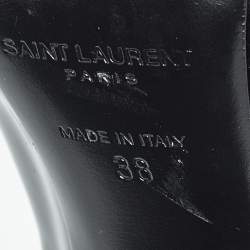 SAINT LAURENT
PARIS
MADE IN ITALY
38